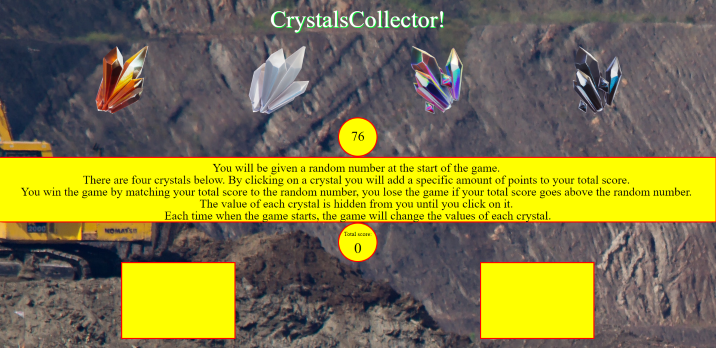 CrystalsCollector!
76
You will be given a random number at the start of the game.
There are four crystals below. By clicking on a crystal you will add a specific amount of points to your total score.
You win the game by matching your total score to the random number, you lose the game if your total score goes above the random number.
The value of each crystal is hidden from you until you click on it.
Each time when the game starts, the game will change the values of each crystal.
Total score
0
KOMATSU